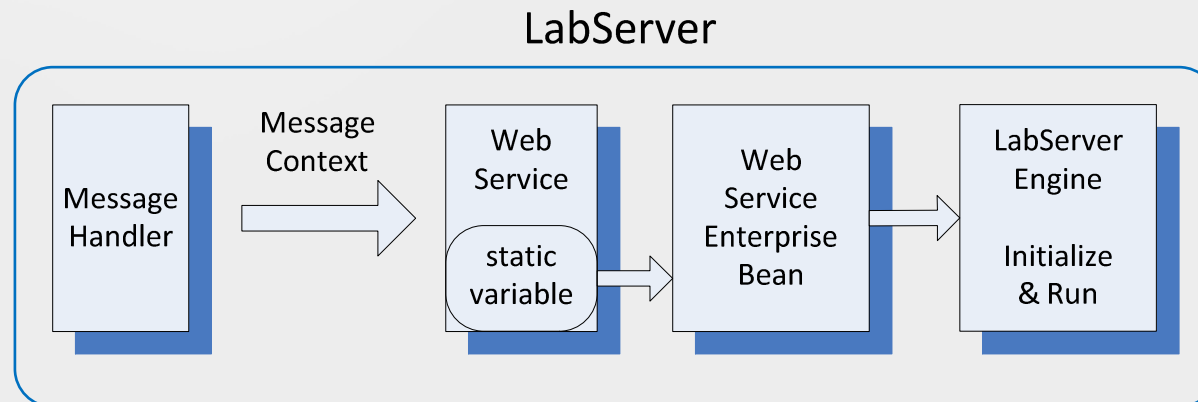 LabServer
Message
Handler
Message
Context
Web
Service
static
variable
Web
Service
Enterprise
Bean
LabServer
Engine
Initialize
& Run